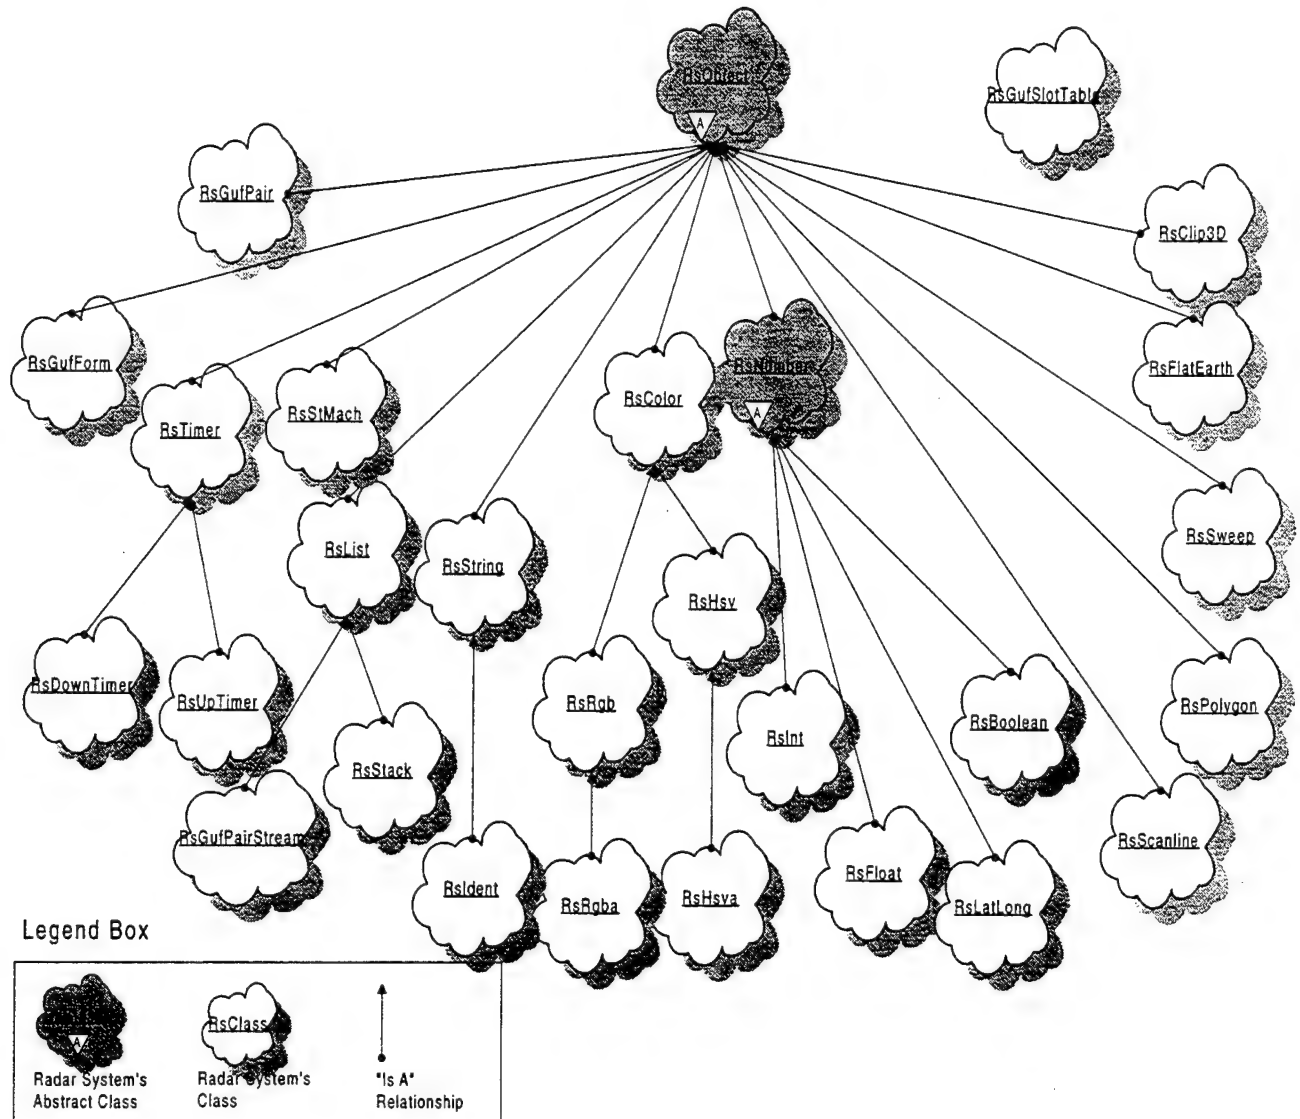 RsObject
A
RsGufSlotTable
RsGufPair
RsClip3D
RsGufForm
RsTimer
RsStMach
RsColor
RsNumber
A
RsFlatEarth
RsList
RsString
RsHsv
RsSweep
RsDownTimer
RsUpTimer
RsStack
RsRgb
RsInt
RsBoolean
RsPolygon
RsGufPairStream
RsIdent
RsRgba
RsHsva
RsFloat
RsLatLong
RsScanline
Legend Box
A
RsClass
Radar System's
Abstract Class
Radar System's
Class
"Is A"
Relationship